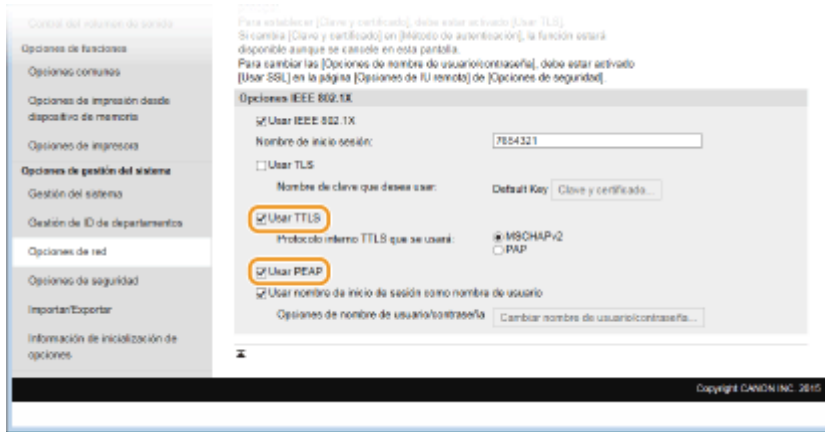 Control del volumen de sonido
Opciones de funciones
Opciones comunes
Opciones de impresión desde
dispositivo de memoria
Opciones de impresora
Opciones de gestión del sistema
Gestión del sistema
Gestión de ID de departamentos
Opciones de red
Opciones de seguridad
Importar/Exportar
Información de inicialización de
opciones
Para establecer [Clave y certificado], debe estar activado [Usar TLS].
Si cambia [Clave y certificado] en [Método de autenticación], la función estará
disponible aunque se cancele en esta pantalla.
Para cambiar las [Opciones de nombre de usuario/contraseña], debe estar activado
[Usar SSL] en la página [Opciones de IU remota] de [Opciones de seguridad].
Opciones IEEE 802.1X
Usar IEEE 802.1X
Nombre de inicio sesión: 7654321
Usar TLS
Nombre de clave que desea usar: Default Key Clave y certificado...
Usar TTLS
Protocolo interno TTLS que se usará: MSCHAPv2
PAP
Usar PEAP
Usar nombre de inicio de sesión como nombre de usuario
Opciones de nombre de usuario/contraseña Cambiar nombre de usuario/contraseña...
Copyright CANON INC. 2015